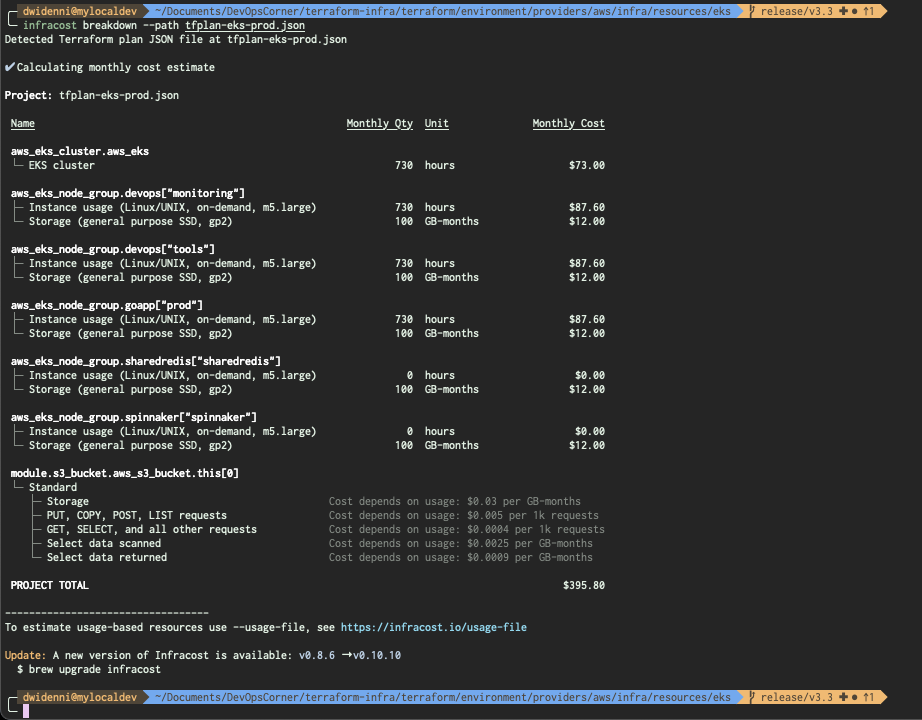 dwidenni@mylocaldev ~/Documents/DevOpsCorner/terraform-infra/terraform/environment/providers/aws/infra/resources/eks release/v3.3 ✚ ● ↑1
infracost breakdown --path tfplan-eks-prod.json
Detected Terraform plan JSON file at tfplan-eks-prod.json
✔Calculating monthly cost estimate
Project: tfplan-eks-prod.json
Name Monthly Qty Unit Monthly Cost
aws_eks_cluster.aws_eks
└─ EKS cluster 730 hours $73.00
aws_eks_node_group.devops["monitoring"]
├─ Instance usage (Linux/UNIX, on-demand, m5.large) 730 hours $87.60
└─ Storage (general purpose SSD, gp2) 100 GB-months $12.00
aws_eks_node_group.devops["tools"]
├─ Instance usage (Linux/UNIX, on-demand, m5.large) 730 hours $87.60
└─ Storage (general purpose SSD, gp2) 100 GB-months $12.00
aws_eks_node_group.goapp["prod"]
├─ Instance usage (Linux/UNIX, on-demand, m5.large) 730 hours $87.60
└─ Storage (general purpose SSD, gp2) 100 GB-months $12.00
aws_eks_node_group.sharedredis["sharedredis"]
├─ Instance usage (Linux/UNIX, on-demand, m5.large) 0 hours $0.00
└─ Storage (general purpose SSD, gp2) 100 GB-months $12.00
aws_eks_node_group.spinnaker["spinnaker"]
├─ Instance usage (Linux/UNIX, on-demand, m5.large) 0 hours $0.00
└─ Storage (general purpose SSD, gp2) 100 GB-months $12.00
module.s3_bucket.aws_s3_bucket.this[0]
└─ Standard
├─ Storage Cost depends on usage: $0.03 per GB-months
├─ PUT, COPY, POST, LIST requests Cost depends on usage: $0.005 per 1k requests
├─ GET, SELECT, and all other requests Cost depends on usage: $0.0004 per 1k requests
├─ Select data scanned Cost depends on usage: $0.0025 per GB-months
└─ Select data returned Cost depends on usage: $0.0009 per GB-months
PROJECT TOTAL $395.80
----------------------------------
To estimate usage-based resources use --usage-file, see https://infracost.io/usage-file
Update: A new version of Infracost is available: v0.8.6 → v0.10.10
$ brew upgrade infracost
dwidenni@mylocaldev ~/Documents/DevOpsCorner/terraform-infra/terraform/environment/providers/aws/infra/resources/eks release/v3.3 ✚ ● ↑1